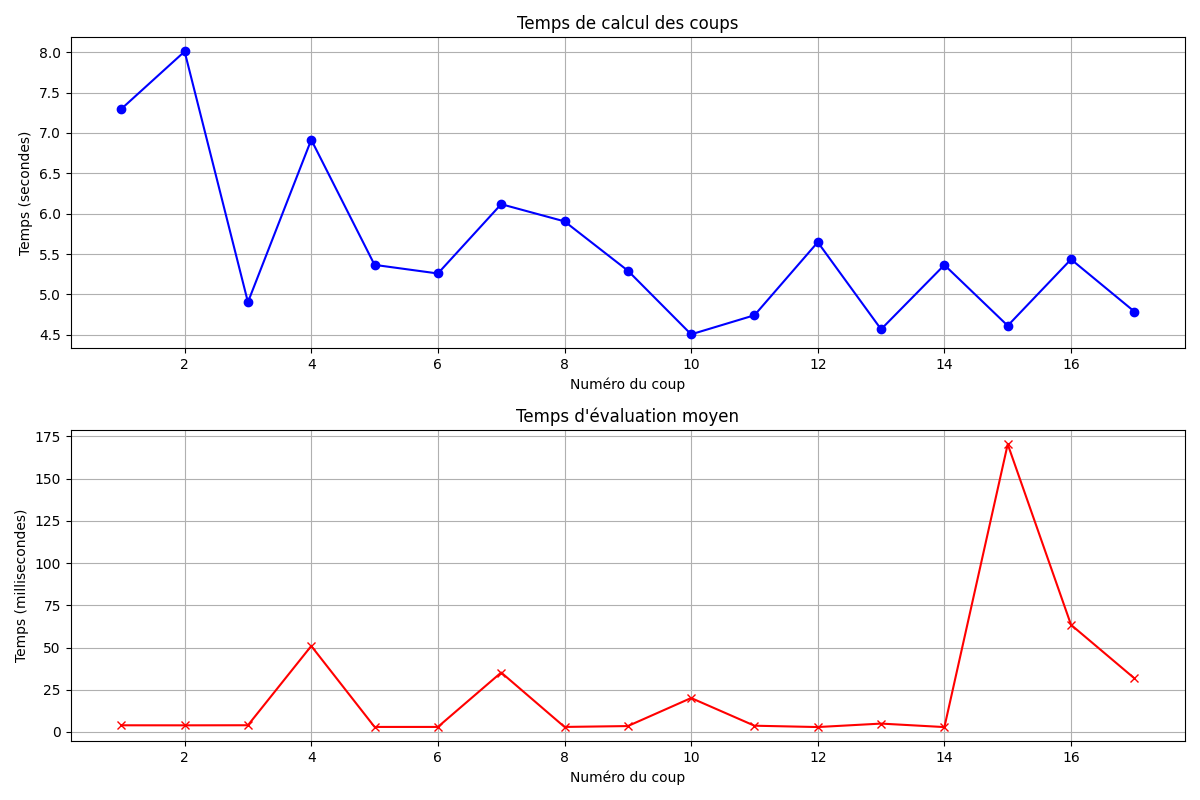 Temps de calcul des coups
8.0
7.5
7.0
6.5
6.0
5.5
5.0
4.5
Temps (secondes)
2 4 6 8 10 12 14 16
Numéro du coup
Temps d'évaluation moyen
175
150
125
100
75
50
25
0
Temps (millisecondes)
2 4 6 8 10 12 14 16
Numéro du coup